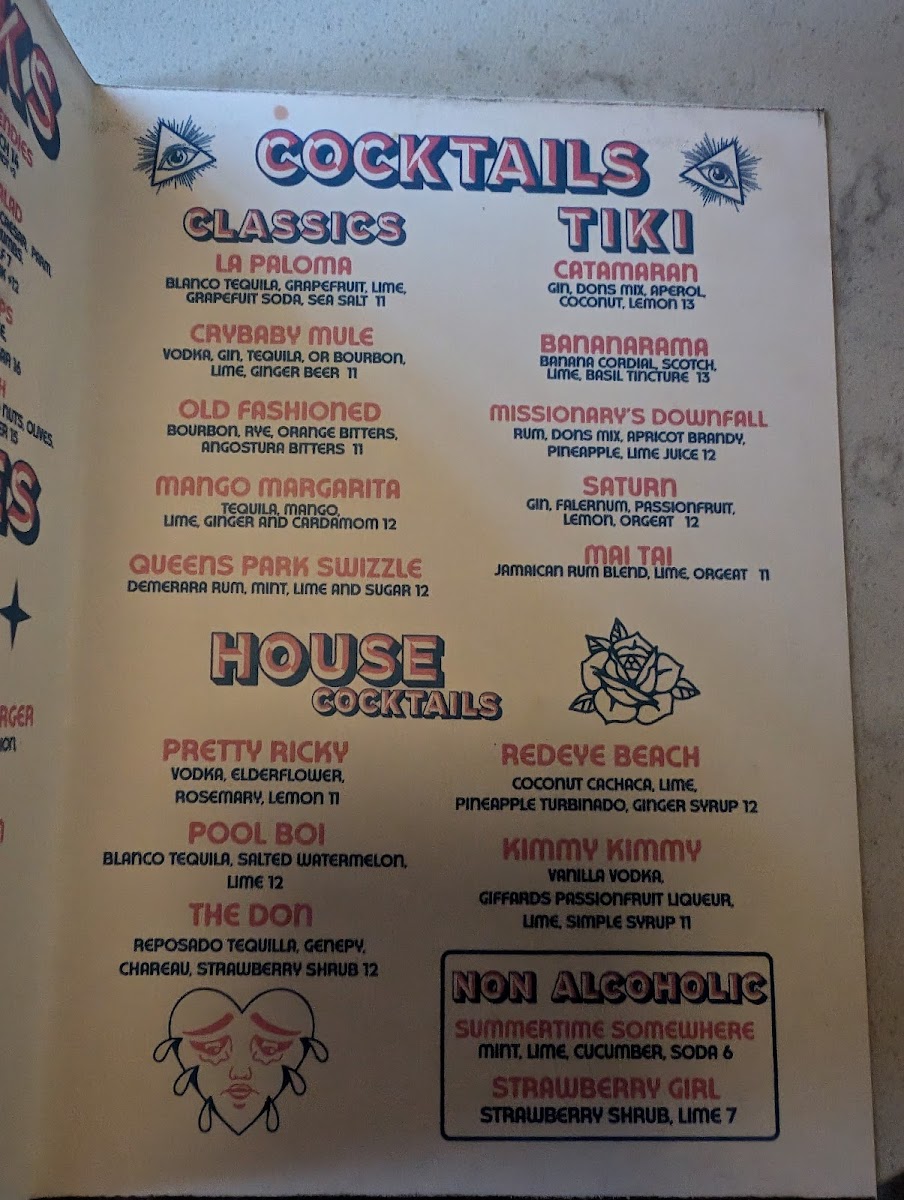 KS
COCKTAILS
CLASSICS
LA PALOMA
BLANCO TEQUILA, GRAPEFRUIT, LIME,
GRAPEFUIT SODA, SEA SALT 11
CRYBABY MULE
VODKA, GIN, TEQUILA, OR BOURBON,
LIME, GINGER BEER 11
OLD FASHIONED
BOURBON, RYE, ORANGE BITTERS,
ANGOSTURA BITTERS 11
MANGO MARGARITA
TEQUILA, MANGO,
LIME, GINGER AND CARDAMOM 12
QUEENS PARK SWIZZLE
DEMERARA RUM, MINT, LIME AND SUGAR 12
TIKI
CATAMARAN
GIN, DONS MIX, APEROL,
COCONUT, LEMON 13
BANANARAMA
BANANA CORDIAL, SCOTCH,
LIME, BASIL TINCTURE 13
MISSIONARY'S DOWNFALL
RUM, DONS MIX, APRICOT BRANDY,
PINEAPPLE, LIME JUICE 12
SATURN
GIN, FALERNUM, PASSIONFRUIT,
LEMON, ORGEAT 12
MAI TAI
JAMAICAN RUM BLEND, LIME, ORGEAT 11
HOUSE
COCKTAILS
PRETTY RICKY
VODKA, ELDERFLOWER,
ROSEMARY, LEMON 11
POOL BOI
BLANCO TEQUILA, SALTED WATERMELON,
LIME 12
THE DON
REPOSADO TEQUILLA, GENEPY,
CHAREAU, STRAWBERRY SHRUB 12
REDEYE BEACH
COCONUT CACHACA, LIME,
PINEAPPLE TURBINADO, GINGER SYRUP 12
KIMMY KIMMY
VANILLA VODKA,
GIFFARDS PASSIONFRUIT LIQUEUR,
LIME, SIMPLE SYRUP 11
NON ALCOHOLIC
SUMMERTIME SOMEWHERE
MINT, LIME, CUCUMBER, SODA 6
STRAWBERRY GIRL
STRAWBERRY SHRUB, LIME 7